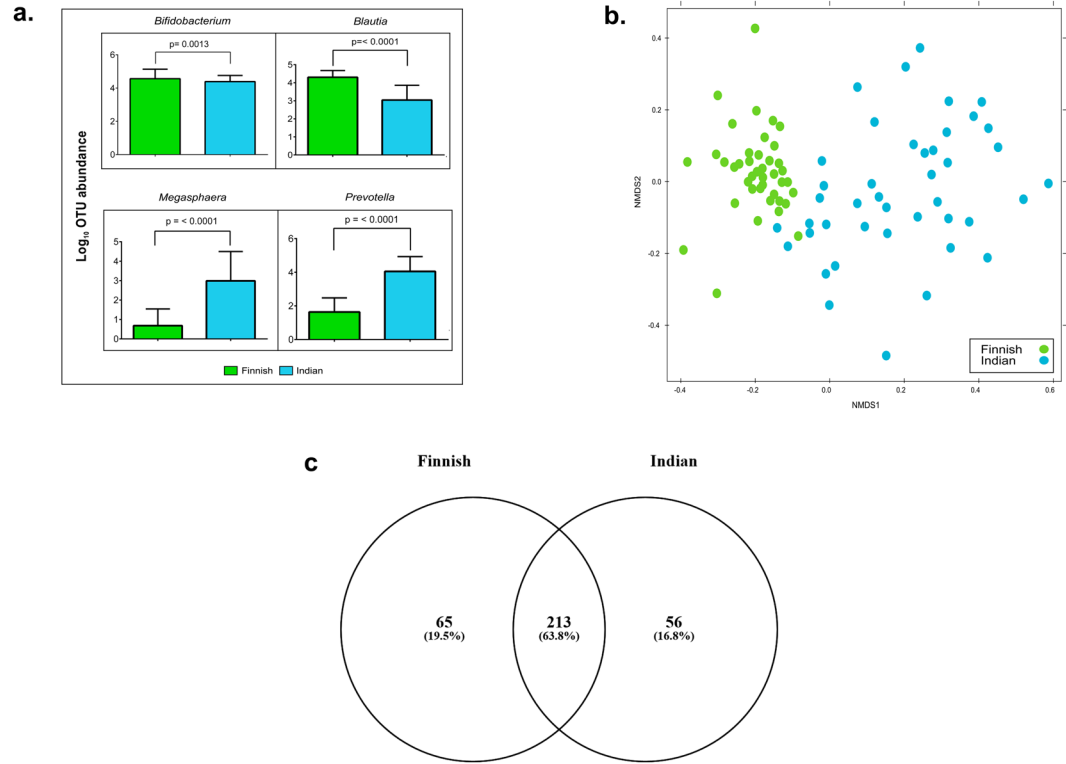 a.
Log10 OTU abundance
Bifidobacterium
p= 0.0013
6
4
2
0
Blautia
p=< 0.0001
5
4
3
2
1
0
Megasphaera
p = < 0.0001
5
4
3
2
1
0
Prevotella
p = < 0.0001
6
4
2
0
Finnish
Indian
b.
NMDS2
0.4
0.2
0.0
-0.2
-0.4
-0.4
-0.2
0.0
0.2
0.4
0.6
NMDS1
Finnish
Indian
c
Finnish
Indian
65
(19.5%)
213
(63.8%)
56
(16.8%)